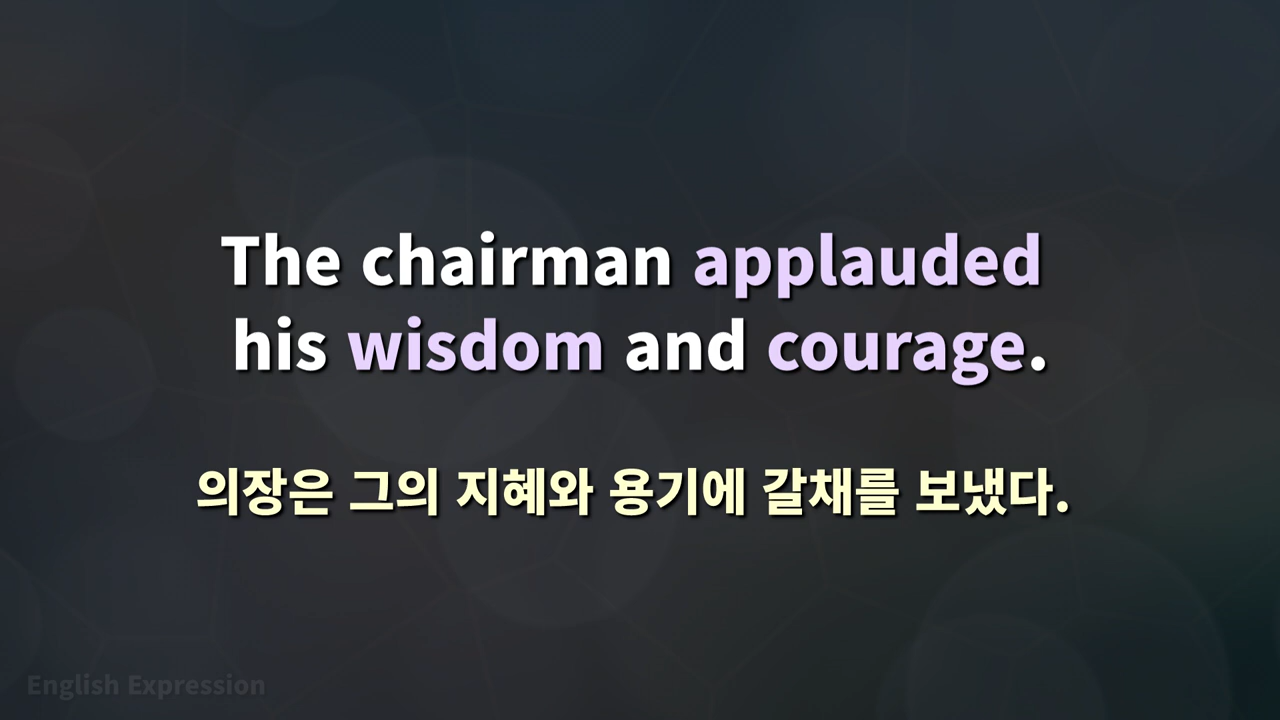 The chairman applauded
his wisdom and courage.
의장은 그의 지혜와 용기에 갈채를 보냈다.
English Expression